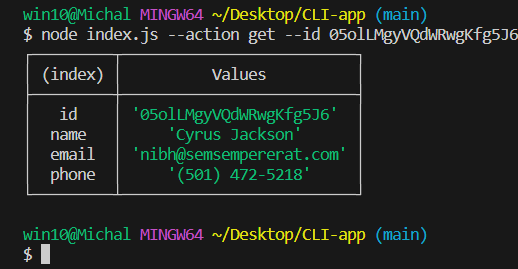 win10@Michal MINGW64 ~/Desktop/CLI-app (main)
$ node index.js --action get --id 05olLMgyVQdWRwgKfg5J6
(index) Values
id '05olLMgyVQdWRwgKfg5J6'
name 'Cyrus Jackson'
email 'nibh@semsempererat.com'
phone '(501) 472-5218'
win10@Michal MINGW64 ~/Desktop/CLI-app (main)
$